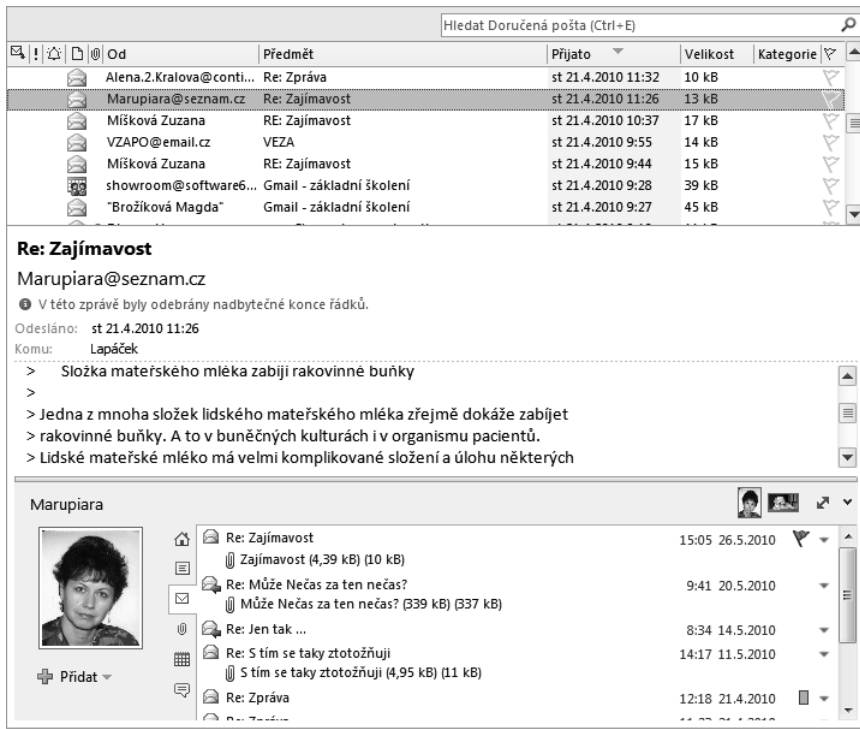 Hledat Doručená pošta (Ctrl+E)
! Od Předmět Přijato Velikost Kategorie
Alena.2.Kralova@conti... Re: Zpráva st 21.4.2010 11:32 10 kB
Marupiara@seznam.cz Re: Zajímavost st 21.4.2010 11:26 13 kB
Míšková Zuzana RE: Zajímavost st 21.4.2010 10:37 17 kB
VZAPO@email.cz VEZA st 21.4.2010 9:55 14 kB
Míšková Zuzana RE: Zajímavost st 21.4.2010 9:44 15 kB
showroom@software6... Gmail - základní školení st 21.4.2010 9:28 39 kB
"Brožíková Magda" Gmail - základní školení st 21.4.2010 9:27 45 kB
Re: Zajímavost
Marupiara@seznam.cz
V této zprávě byly odebrány nadbytečné konce řádků.
Odesláno: st 21.4.2010 11:26
Komu: Lapáček
> Složka mateřského mléka zabíjí rakovinné buňky
>
> Jedna z mnoha složek lidského mateřského mléka zřejmě dokáže zabíjet
> rakovinné buňky. A to v buněčných kulturách i v organismu pacientů.
> Lidské mateřské mléko má velmi komplikované složení a úlohu některých
Marupiara
Re: Zajímavost 15:05 26.5.2010
Zajímavost (4,39 kB) (10 kB)
Re: Může Nečas za ten nečas? 9:41 20.5.2010
Může Nečas za ten nečas? (339 kB) (337 kB)
Re: Jen tak ... 8:34 14.5.2010
Re: S tím se taky ztotožňuji 14:17 11.5.2010
S tím se taky ztotožňuji (4,95 kB) (11 kB)
Přidat
Re: Zpráva 12:18 21.4.2010